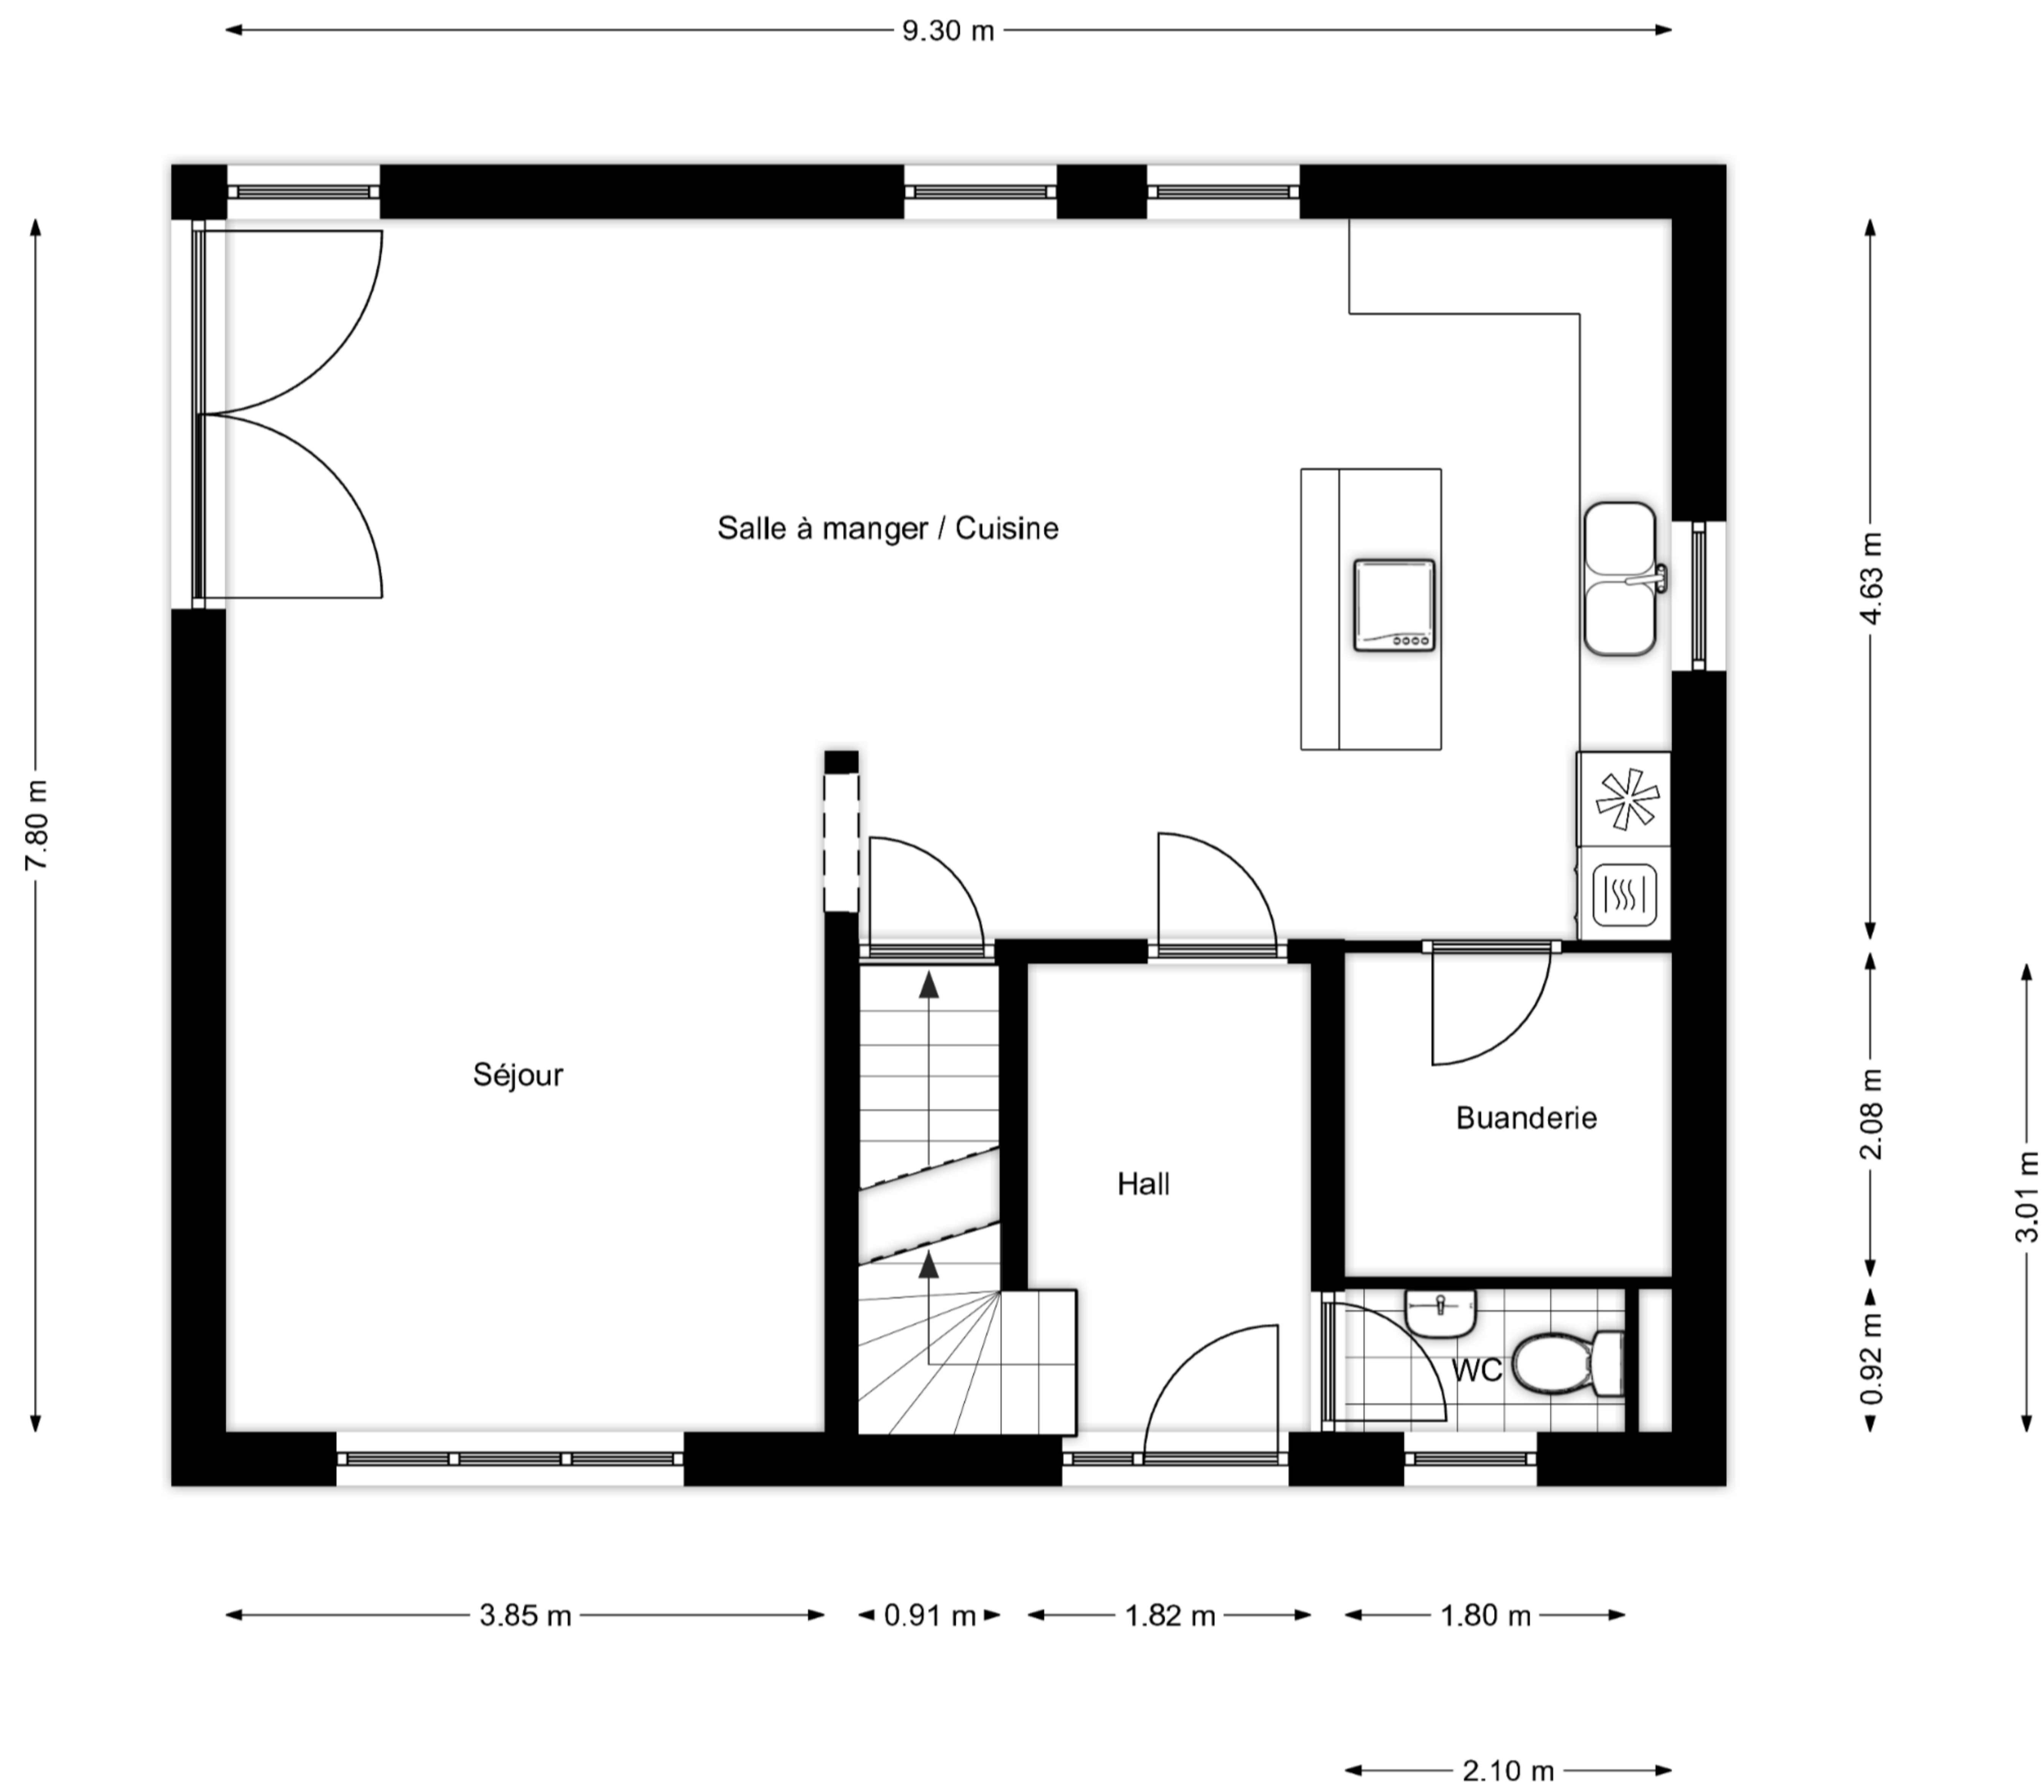 9.30 m
Salle à manger / Cuisine
4.63 m
7.80 m
Séjour
Buanderie
2.08 m
Hall
3.01 m
WC
0.92 m
3.85 m
0.91 m
1.82 m
1.80 m
2.10 m